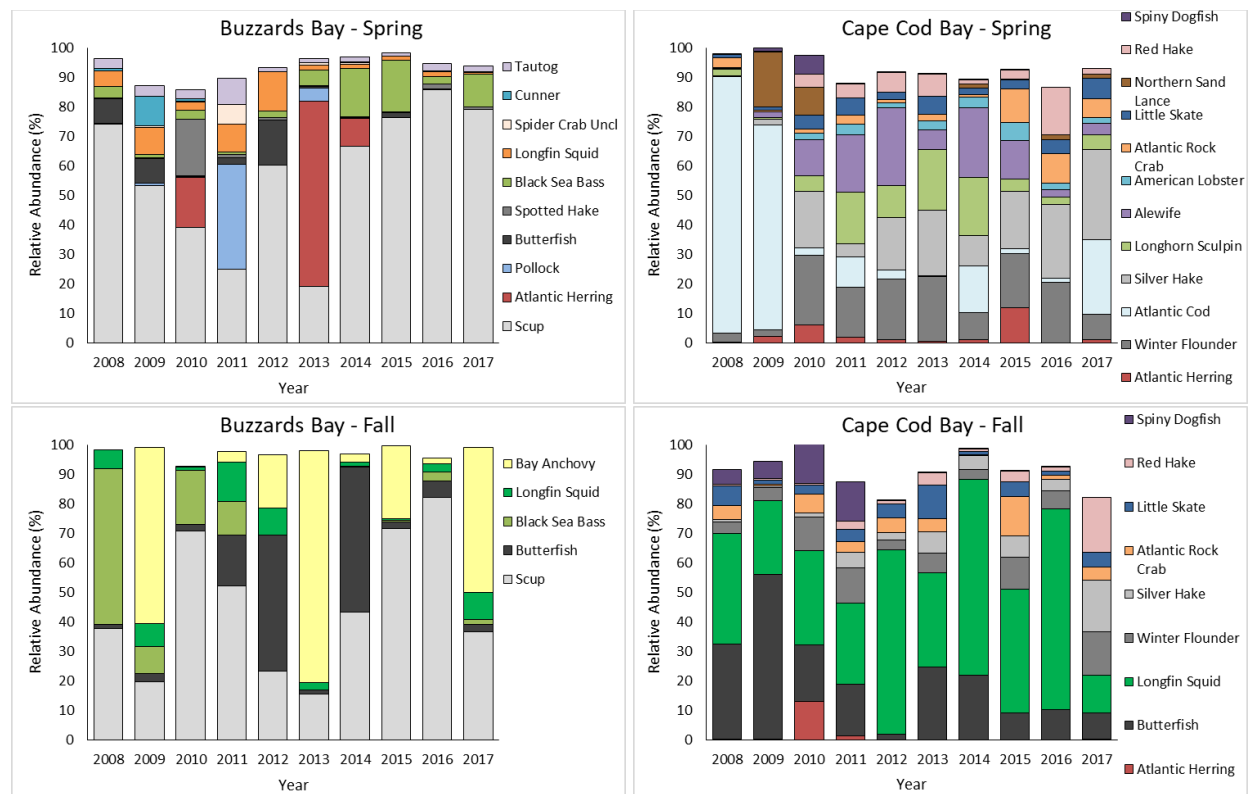 Buzzards Bay - Spring
Relative Abundance (%)
100
90
80
70
60
50
40
30
20
10
0
2008 2009 2010 2011 2012 2013 2014 2015 2016 2017
Year
Tautog
Cunner
Spider Crab Uncl
Longfin Squid
Black Sea Bass
Spotted Hake
Butterfish
Pollock
Atlantic Herring
Scup
Cape Cod Bay - Spring
Relative Abundance (%)
100
90
80
70
60
50
40
30
20
10
0
2008 2009 2010 2011 2012 2013 2014 2015 2016 2017
Year
Spiny Dogfish
Red Hake
Northern Sand
Lance
Little Skate
Atlantic Rock
Crab
American Lobster
Alewife
Longhorn Sculpin
Silver Hake
Atlantic Cod
Winter Flounder
Atlantic Herring
Buzzards Bay - Fall
Relative Abundance (%)
100
90
80
70
60
50
40
30
20
10
0
2008 2009 2010 2011 2012 2013 2014 2015 2016 2017
Year
Bay Anchovy
Longfin Squid
Black Sea Bass
Butterfish
Scup
Cape Cod Bay - Fall
Relative Abundance (%)
100
90
80
70
60
50
40
30
20
10
0
2008 2009 2010 2011 2012 2013 2014 2015 2016 2017
Year
Spiny Dogfish
Red Hake
Little Skate
Atlantic Rock
Crab
Silver Hake
Winter Flounder
Longfin Squid
Butterfish
Atlantic Herring